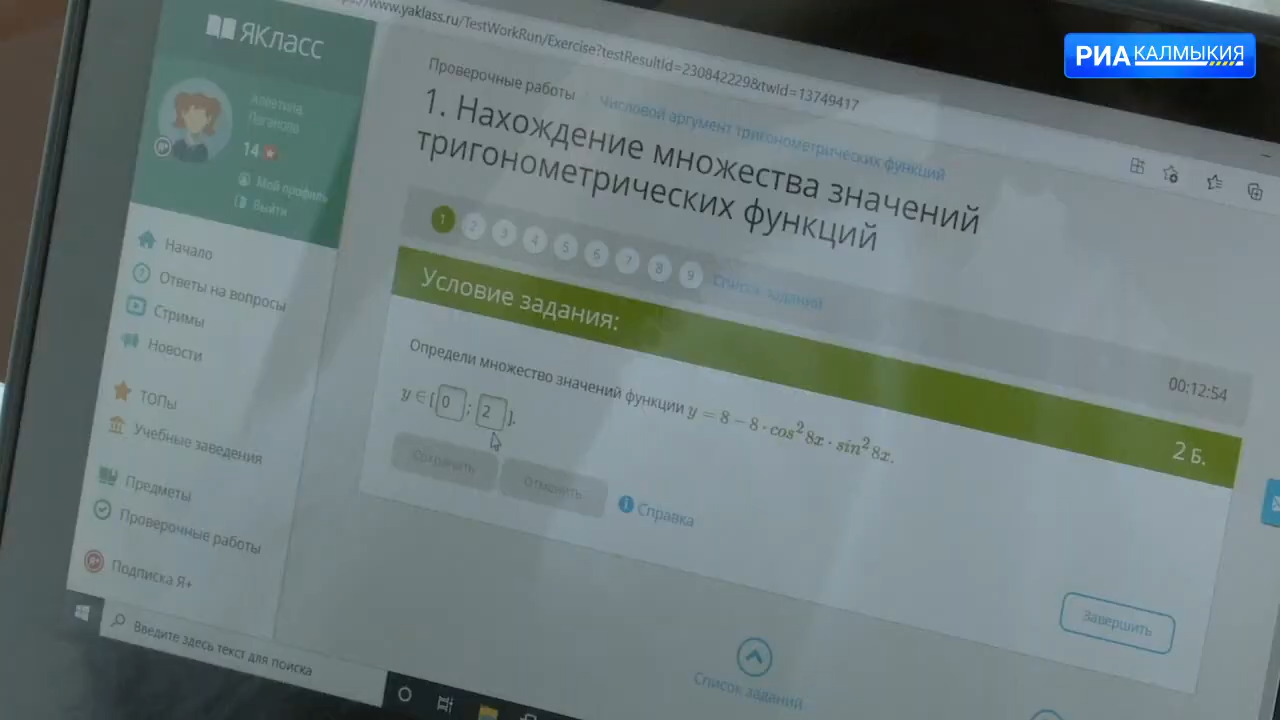 www.yaklass.ru/TestWorkRun/Exercise?testResultId=230842229&twId=13749417
РИА КАЛМЫКИЯ
ЯКласс
Проверочные работы
Числовой аргумент тригонометрических функций
1. Нахождение множества значений
тригонометрических функций
14
Мой профиль
Выйти
1 2 3 4 5 6 7 8 9 Список заданий
00:12:54
Начало
Ответы на вопросы
Стримы
Новости
ТОПы
Учебные заведения
Предметы
Проверочные работы
Подписка Я+
Условие задания:
2 Б.
Определи множество значений функции y = 8 − 8 · cos²8x · sin²8x.
y ∈ [ 0 ; 2 ].
Сохранить
Отменить
Справка
Завершить
Список заданий
Введите здесь текст для поиска